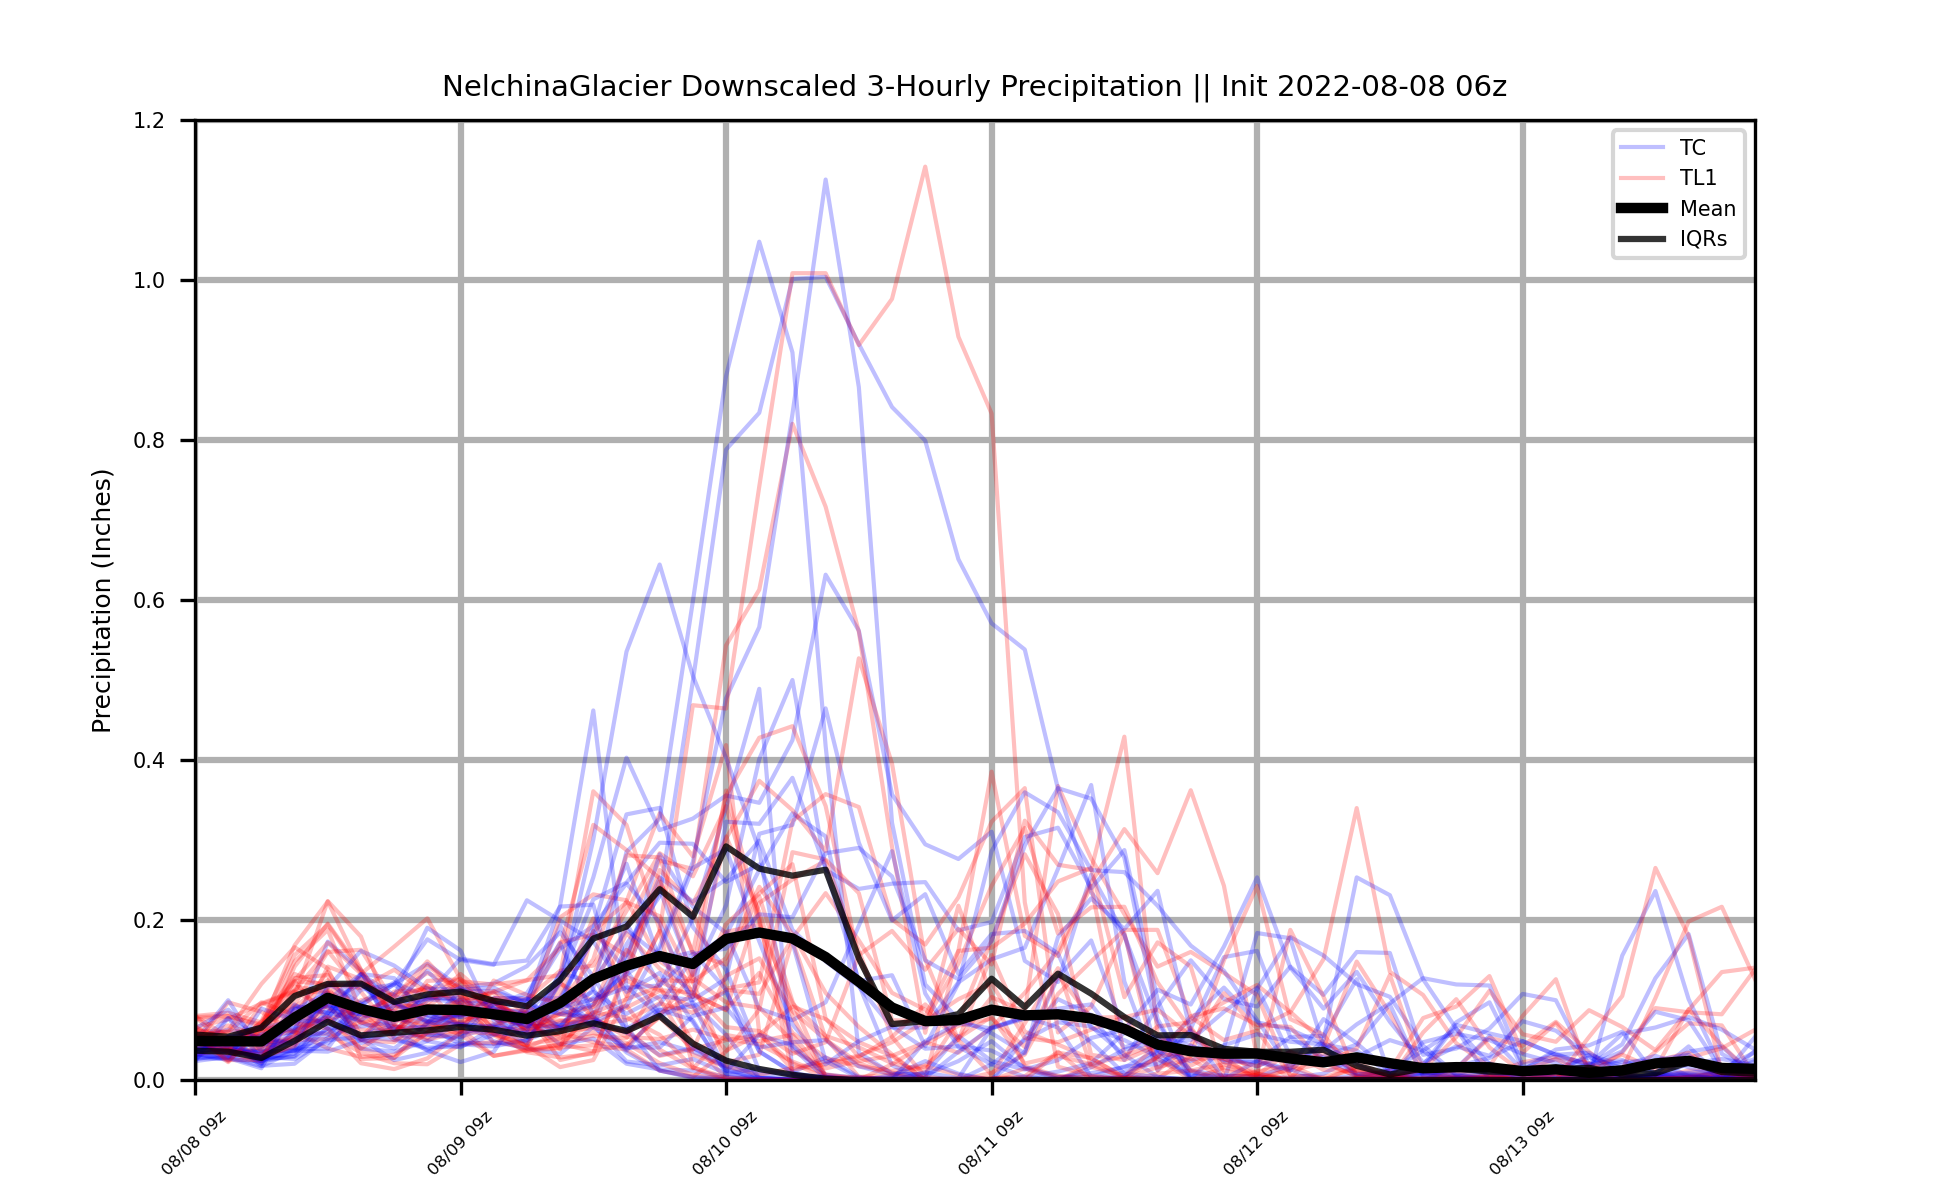 NelchinaGlacier Downscaled 3-Hourly Precipitation || Init 2022-08-08 06z
1.2
1.0
0.8
0.6
0.4
0.2
0.0
Precipitation (Inches)
TC
TL1
Mean
IQRs
08/08 09z
08/09 09z
08/10 09z
08/11 09z
08/12 09z
08/13 09z